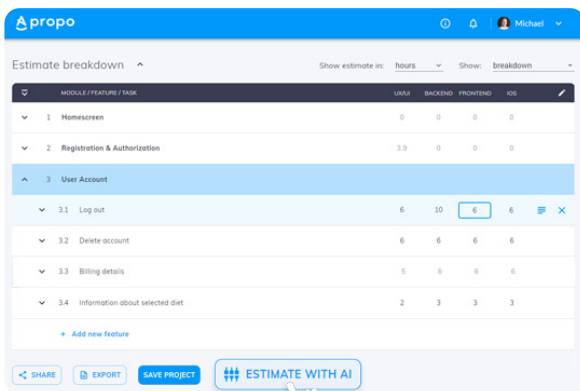 Apropo
Michael
Estimate breakdown
Show estimate in: hours Show: breakdown
MODULE / FEATURE / TASK UX/UI BACKEND FRONTEND IOS
1 Homescreen 0 0 0 0
2 Registration & Authorization 3,9 0 0 0
3 User Account
3.1 Log out 6 10 6 6
3.2 Delete account 6 6 6 6
3.3 Billing details 5 6 6 6
3.4 Information about selected diet 2 3 3 3
+ Add new feature
SHARE EXPORT SAVE PROJECT ESTIMATE WITH AI